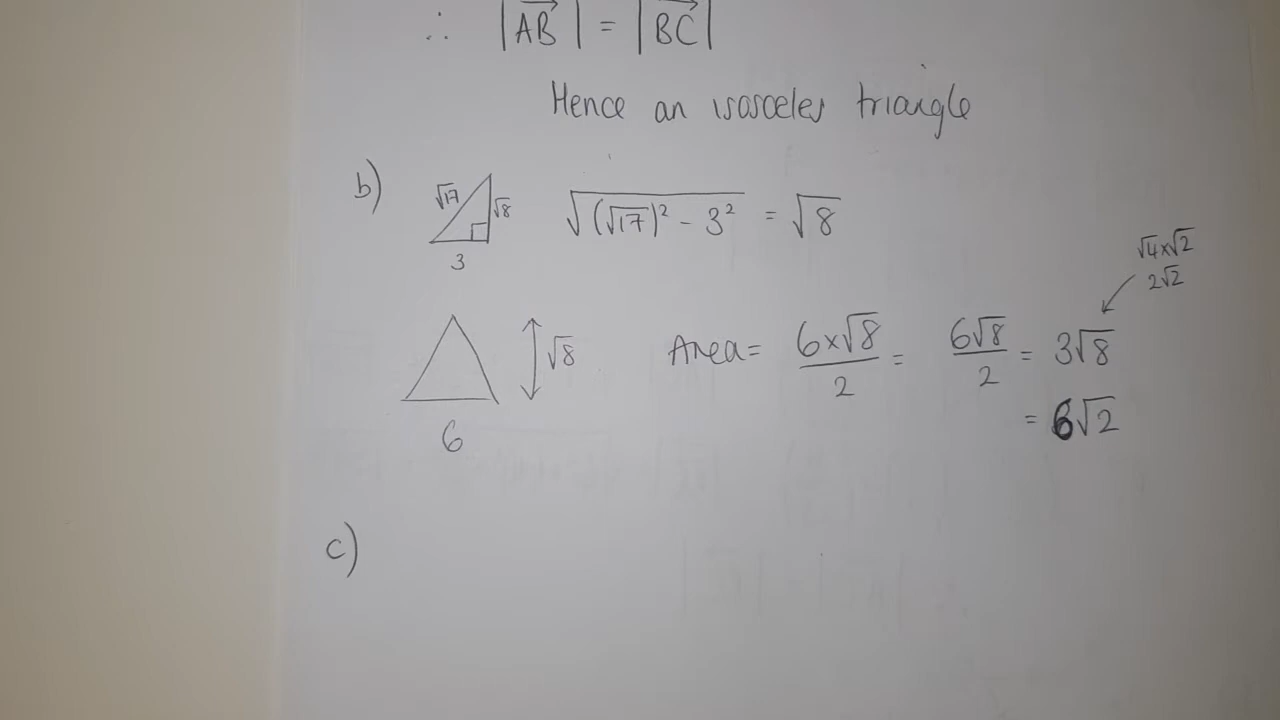 ∴ |AB→| = |BC→|
Hence an isosceles triangle
b) √17 √8 3 √((√17)² - 3²) = √8
√4×√2
2√2
6 √8 Area = 6×√8/2 = 6√8/2 = 3√8
= 6√2
c)